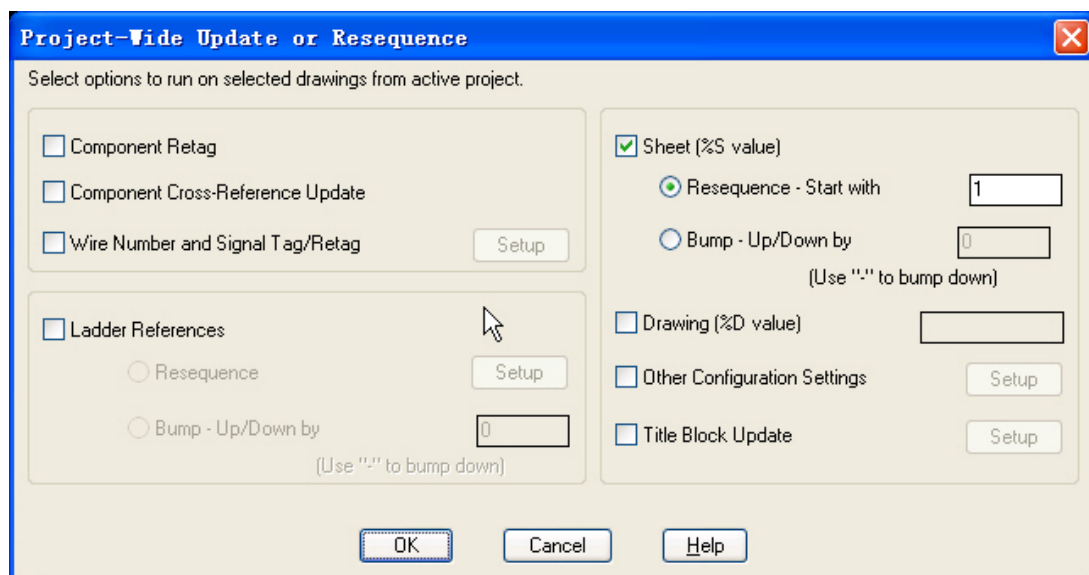 Project-Wide Update or Resequence
Select options to run on selected drawings from active project.
Component Retag
Component Cross-Reference Update
Wire Number and Signal Tag/Retag
Setup
Ladder References
Resequence
Setup
Bump - Up/Down by
0
(Use "-" to bump down)
Sheet (%S value)
Resequence - Start with
1
Bump - Up/Down by
0
(Use "-" to bump down)
Drawing (%D value)
Other Configuration Settings
Setup
Title Block Update
Setup
OK
Cancel
Help